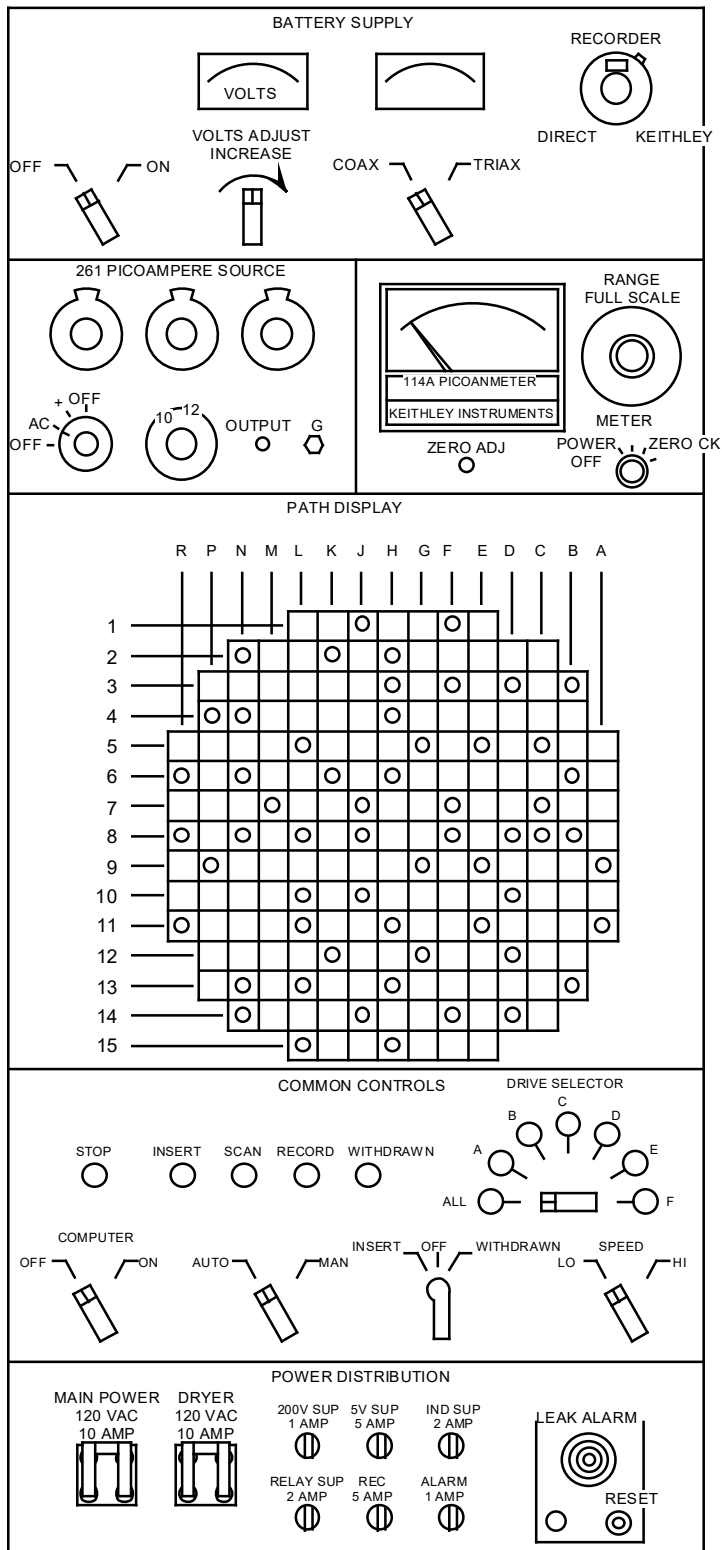 BATTERY SUPPLY
RECORDER
VOLTS
VOLTS ADJUST
INCREASE
DIRECT KEITHLEY
OFF ON
COAX TRIAX
261 PICOAMPERE SOURCE
+ OFF
AC
OFF
10 12
OUTPUT G
RANGE
FULL SCALE
114A PICOANMETER
KEITHLEY INSTRUMENTS
METER
ZERO ADJ
POWER ZERO CK
OFF
PATH DISPLAY
R P N M L K J H G F E D C B A
1
2
3
4
5
6
7
8
9
10
11
12
13
14
15
COMMON CONTROLS
DRIVE SELECTOR
STOP INSERT SCAN RECORD WITHDRAWN
ALL A B C D E F
COMPUTER
OFF ON
AUTO MAN
INSERT OFF WITHDRAWN
SPEED
LO HI
POWER DISTRIBUTION
MAIN POWER
120 VAC
10 AMP
DRYER
120 VAC
10 AMP
200V SUP
1 AMP
5V SUP
5 AMP
IND SUP
2 AMP
RELAY SUP
2 AMP
REC
5 AMP
ALARM
1 AMP
LEAK ALARM
RESET